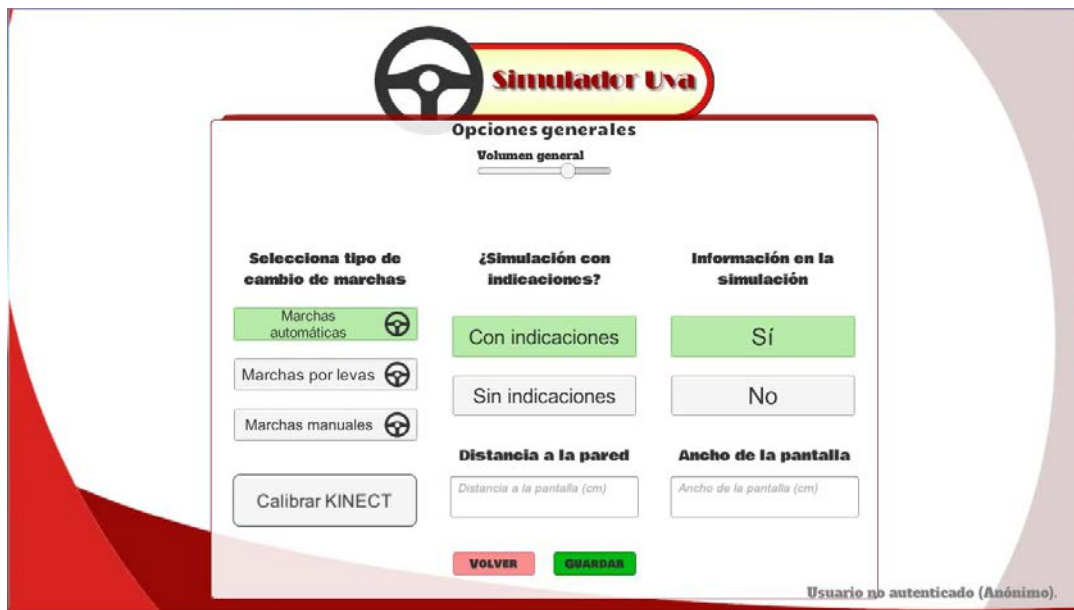 Simulador Uva
Opciones generales
Volumen general
Selecciona tipo de
cambio de marchas
Marchas
automáticas
Marchas por levas
Marchas manuales
Calibrar KINECT
¿Simulación con
indicaciones?
Con indicaciones
Sin indicaciones
Distancia a la pared
Distancia a la pantalla (cm)
Información en la
simulación
Sí
No
Ancho de la pantalla
Ancho de la pantalla (cm)
VOLVER
GUARDAR
Usuario no autenticado (Anónimo).